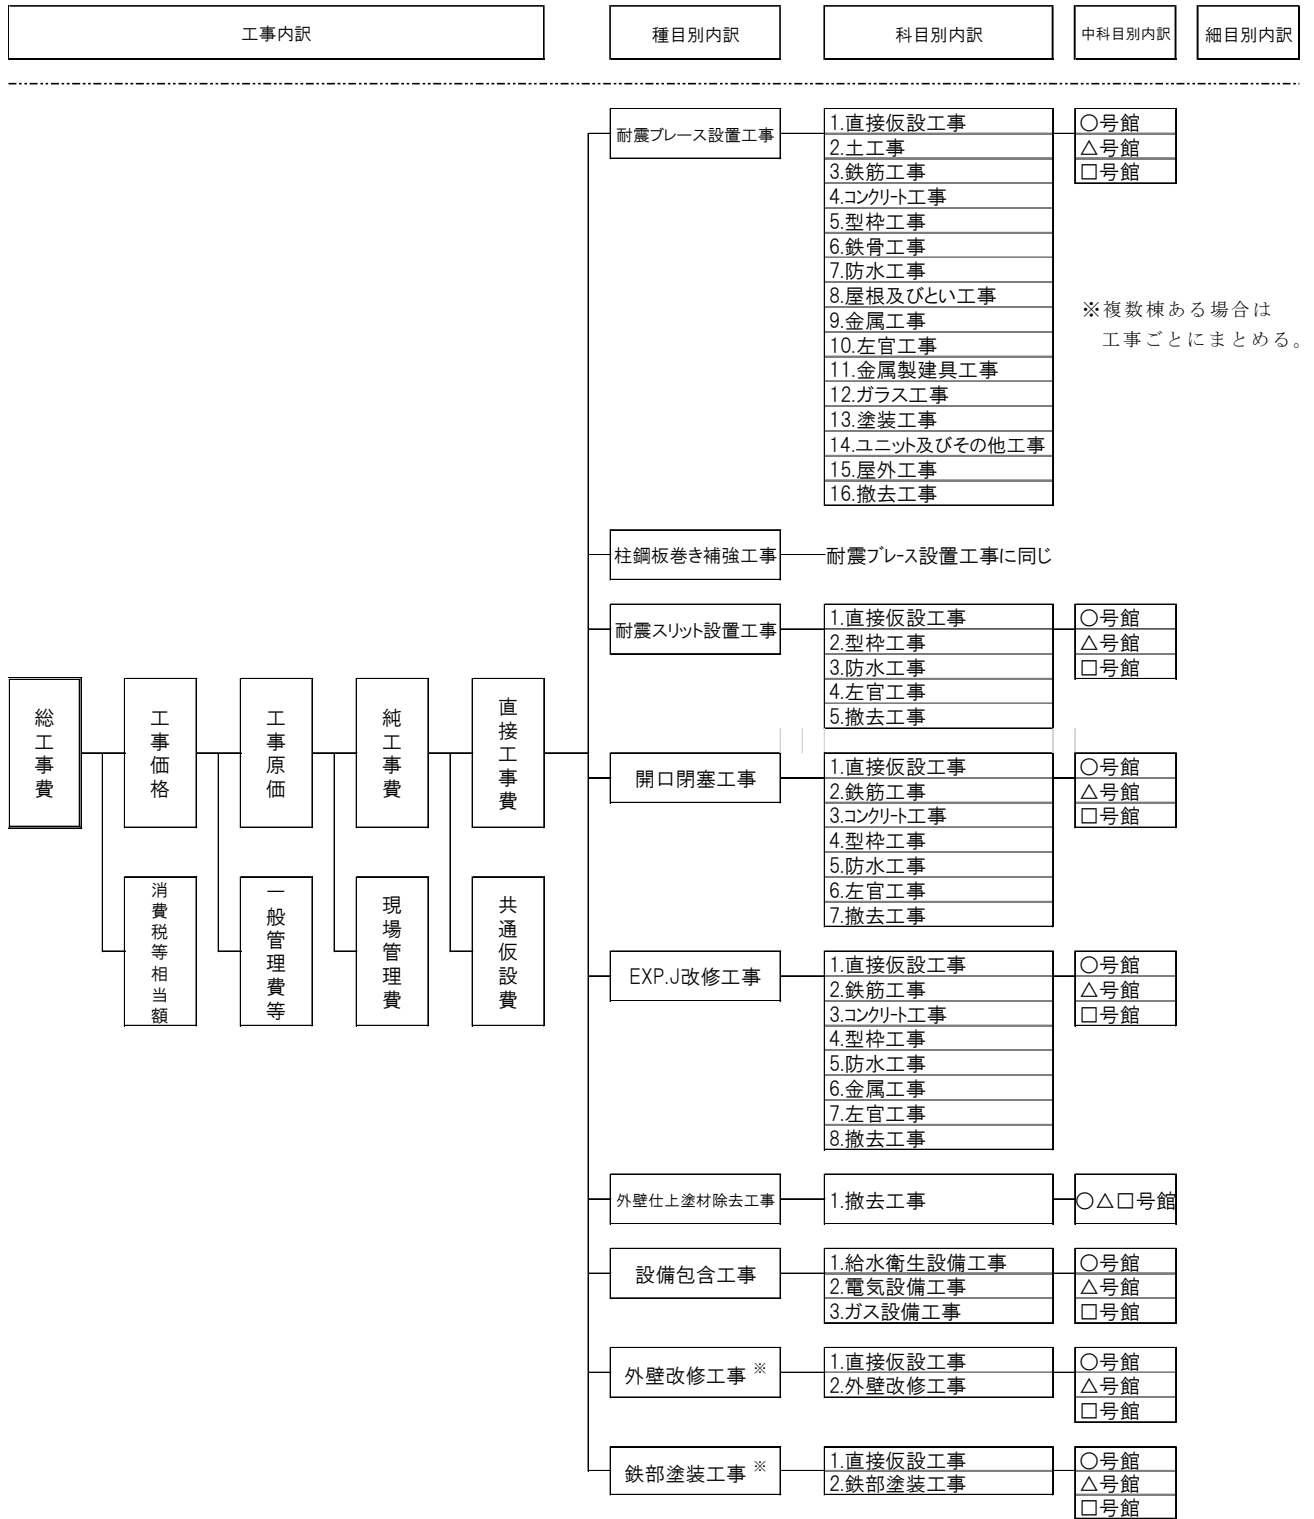 工事内訳
種目別内訳
科目別内訳
中科目別内訳
細目別内訳
耐震ブレース設置工事
1.直接仮設工事
2.土工事
3.鉄筋工事
4.コンクリート工事
5.型枠工事
6.鉄骨工事
7.防水工事
8.屋根及びとい工事
9.金属工事
10.左官工事
11.金属製建具工事
12.ガラス工事
13.塗装工事
14.ユニット及びその他工事
15.屋外工事
16.撤去工事
○号館
△号館
□号館
※複数棟ある場合は
工事ごとにまとめる。
柱鋼板巻き補強工事
耐震ブレース設置工事に同じ
耐震スリット設置工事
1.直接仮設工事
2.型枠工事
3.防水工事
4.左官工事
5.撤去工事
○号館
△号館
□号館
総工事費
工事価格
工事原価
純工事費
直接工事費
消費税等相当額
一般管理費等
現場管理費
共通仮設費
開口閉塞工事
1.直接仮設工事
2.鉄筋工事
3.コンクリート工事
4.型枠工事
5.防水工事
6.左官工事
7.撤去工事
○号館
△号館
□号館
EXP.J改修工事
1.直接仮設工事
2.鉄筋工事
3.コンクリート工事
4.型枠工事
5.防水工事
6.金属工事
7.左官工事
8.撤去工事
○号館
△号館
□号館
外壁仕上塗材除去工事
1.撤去工事
○△□号館
設備包含工事
1.給水衛生設備工事
2.電気設備工事
3.ガス設備工事
○号館
△号館
□号館
外壁改修工事※
1.直接仮設工事
2.外壁改修工事
○号館
△号館
□号館
鉄部塗装工事※
1.直接仮設工事
2.鉄部塗装工事
○号館
△号館
□号館